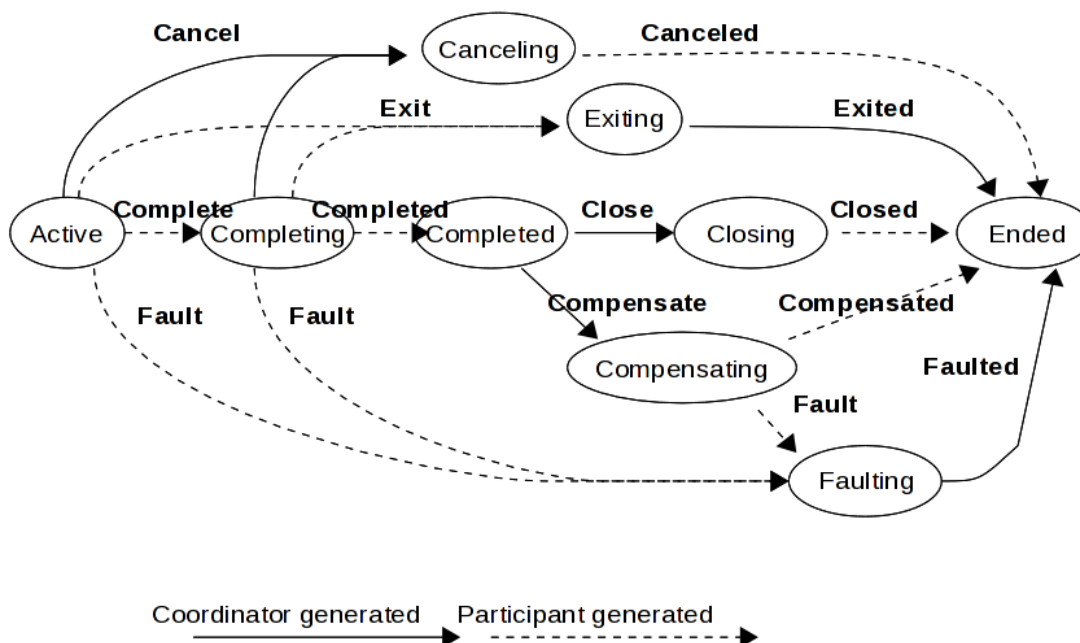 Cancel
Canceling
Canceled
Exit
Exiting
Exited
Active
Complete
Completing
Completed
Completed
Close
Closing
Closed
Ended
Fault
Fault
Compensate
Compensated
Compensating
Faulted
Fault
Faulting
Coordinator generated
Participant generated